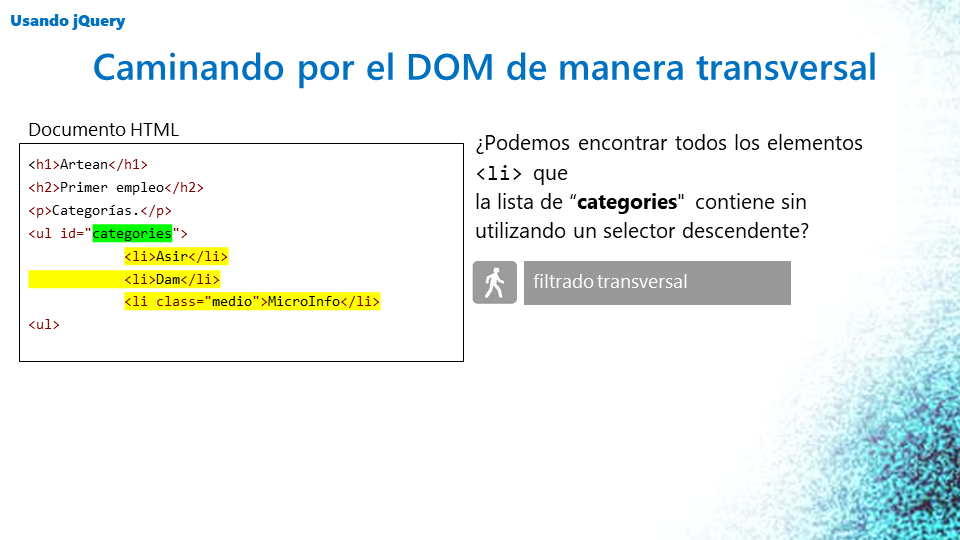 Usando jQuery
Caminando por el DOM de manera transversal
Documento HTML
<h1>Artean</h1>
<h2>Primer empleo</h2>
<p>Categorías.</p>
<ul id="categories">
<li>Asir</li>
<li>Dam</li>
<li class="medio">MicroInfo</li>
<ul>
¿Podemos encontrar todos los elementos
<li> que
la lista de “categories" contiene sin
utilizando un selector descendente?
filtrado transversal